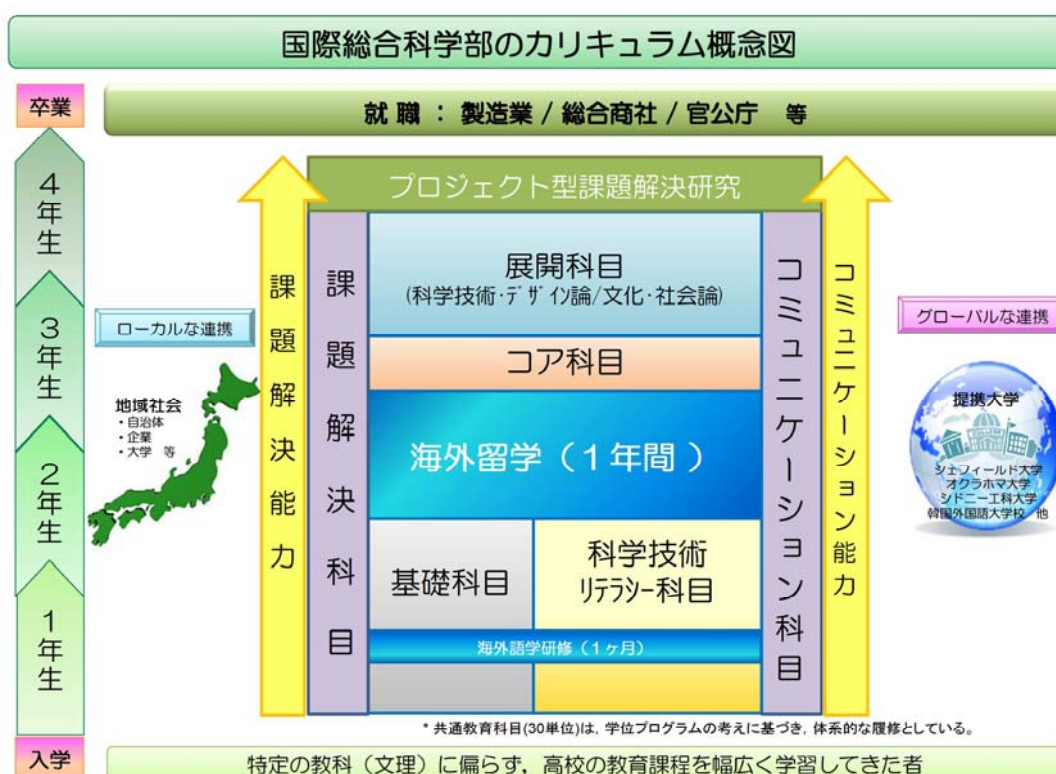 国際総合科学部のカリキュラム概念図
卒業
就職：製造業 / 総合商社 / 官公庁　等
4年生
3年生
2年生
1年生
入学
ローカルな連携
地域社会
・自治体
・企業
・大学　等
課題解決能力
プロジェクト型課題解決研究
課題解決科目
展開科目
(科学技術･ﾃﾞｻﾞｲﾝ論/文化･社会論)
コア科目
海外留学（１年間 ）
基礎科目
科学技術
ﾘﾃﾗｼｰ科目
海外語学研修（１ヶ月）
コミュニケーション科目
コミュニケーション能力
グローバルな連携
提携大学
シェフィールド大学
オクラホマ大学
シドニー工科大学
韓国外国語大学校　他
* 共通教育科目(30単位)は，学位プログラムの考えに基づき，体系的な履修としている。
特定の教科（文理）に偏らず，高校の教育課程を幅広く学習してきた者